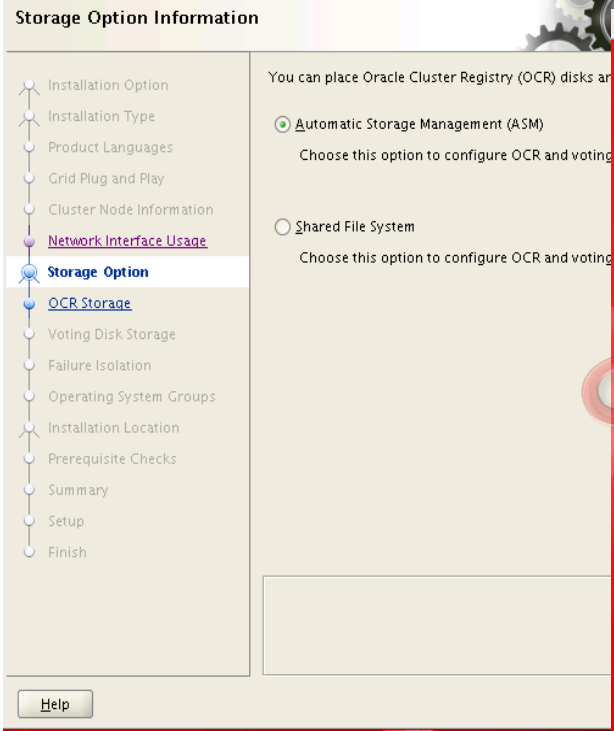 Storage Option Information
Installation Option
Installation Type
Product Languages
Grid Plug and Play
Cluster Node Information
Network Interface Usage
Storage Option
OCR Storage
Voting Disk Storage
Failure Isolation
Operating System Groups
Installation Location
Prerequisite Checks
Summary
Setup
Finish
You can place Oracle Cluster Registry (OCR) disks an
Automatic Storage Management (ASM)
Choose this option to configure OCR and voting
Shared File System
Choose this option to configure OCR and voting
Help